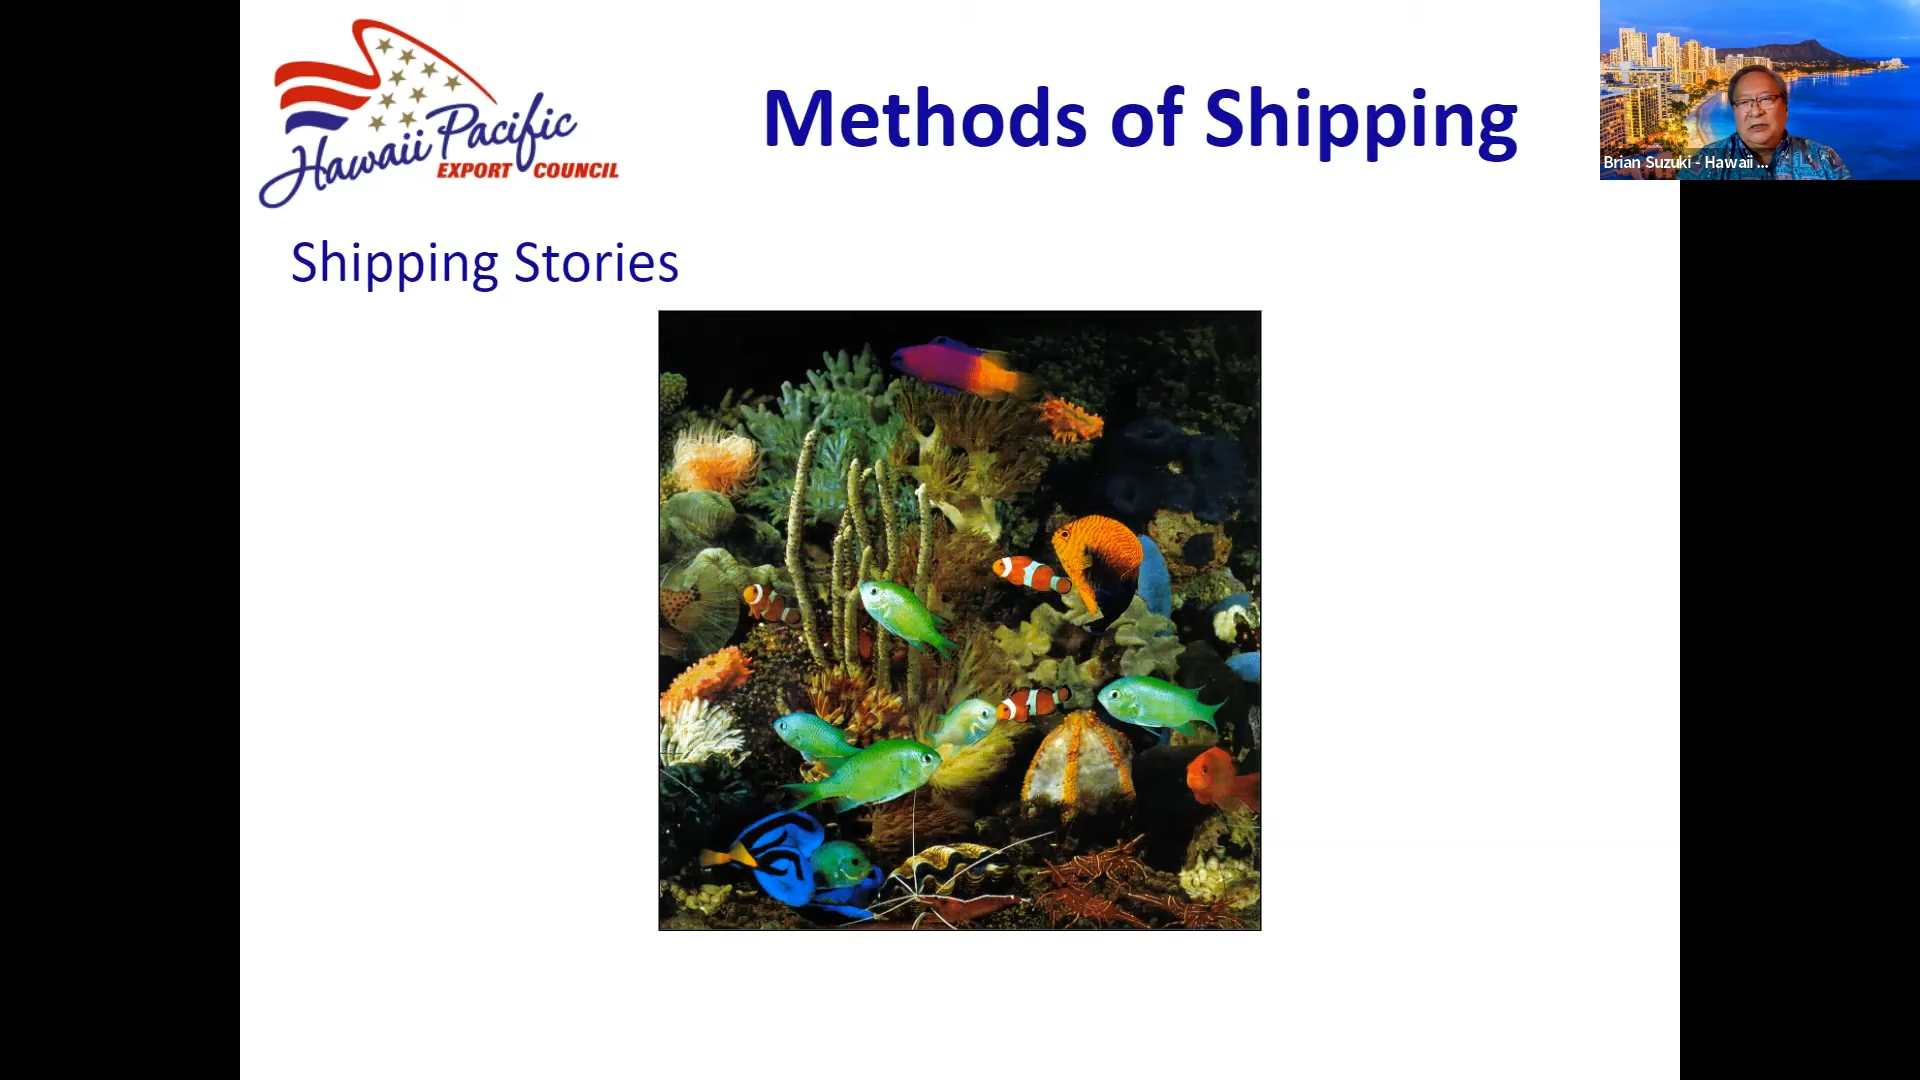 Hawaii Pacific
EXPORT COUNCIL
Methods of Shipping
Brian Suzuki - Hawaii ...
Shipping Stories